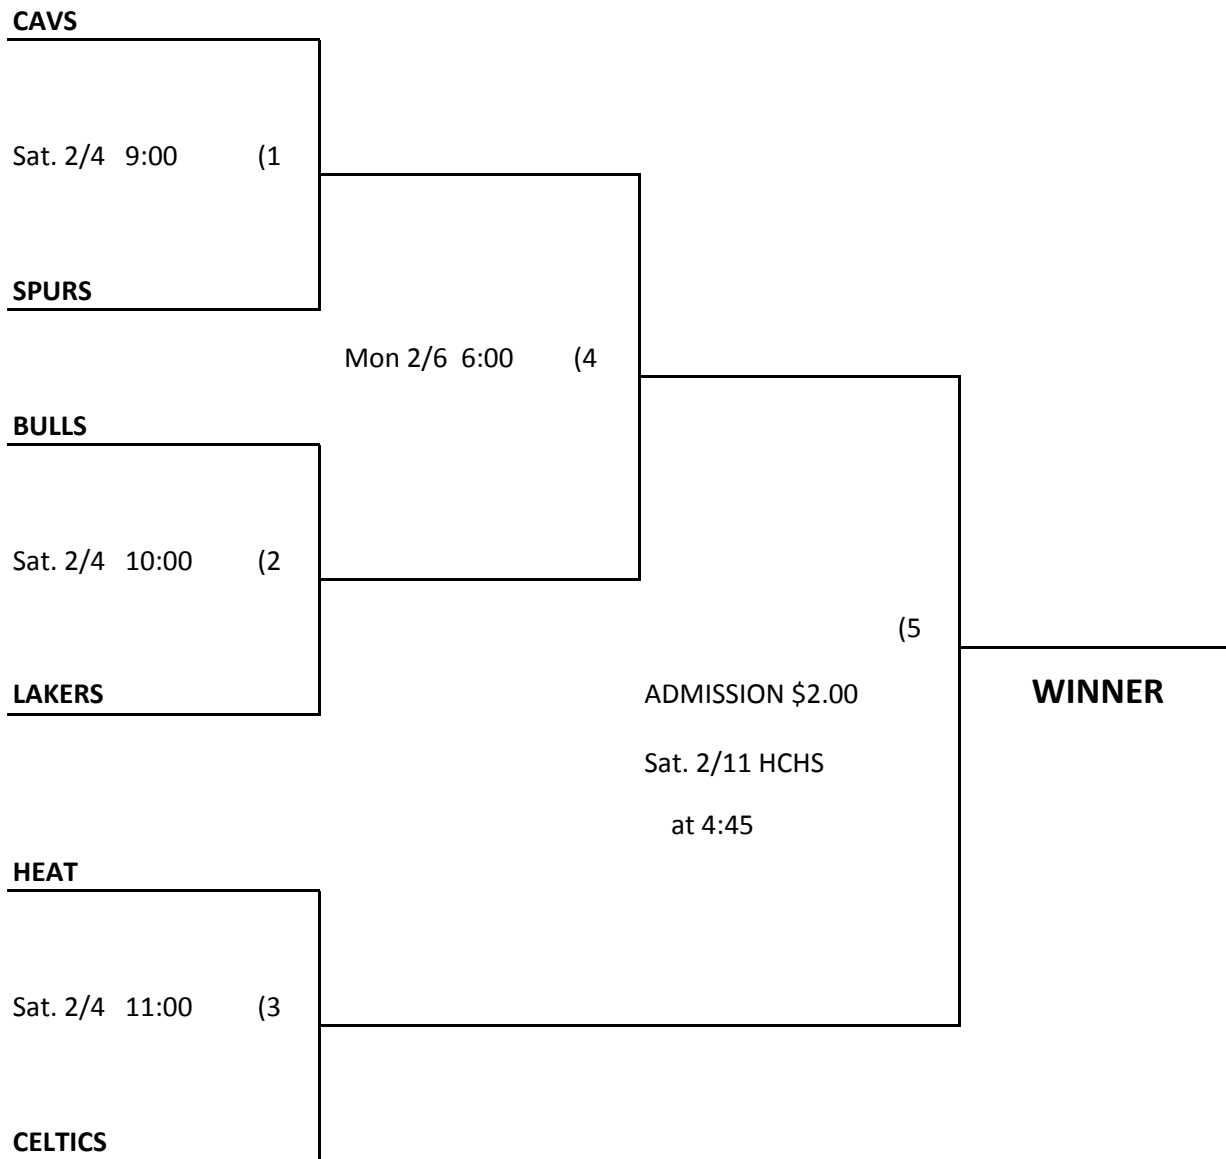 CAVS
Sat. 2/4 9:00 (1
SPURS
Mon 2/6 6:00 (4
BULLS
Sat. 2/4 10:00 (2
(5
LAKERS
ADMISSION $2.00
WINNER
Sat. 2/11 HCHS
at 4:45
HEAT
Sat. 2/4 11:00 (3
CELTICS